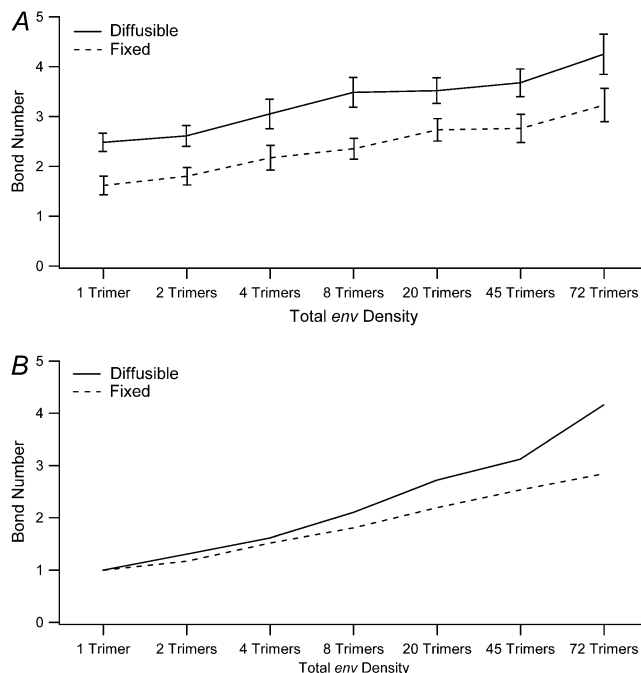 A
5
4
3
2
1
0
Bond Number
Diffusible
Fixed
1 Trimer 2 Trimers 4 Trimers 8 Trimers 20 Trimers 45 Trimers 72 Trimers
Total env Density
B
5
4
3
2
1
0
Bond Number
Diffusible
Fixed
1 Trimer 2 Trimers 4 Trimers 8 Trimers 20 Trimers 45 Trimers 72 Trimers
Total env Density